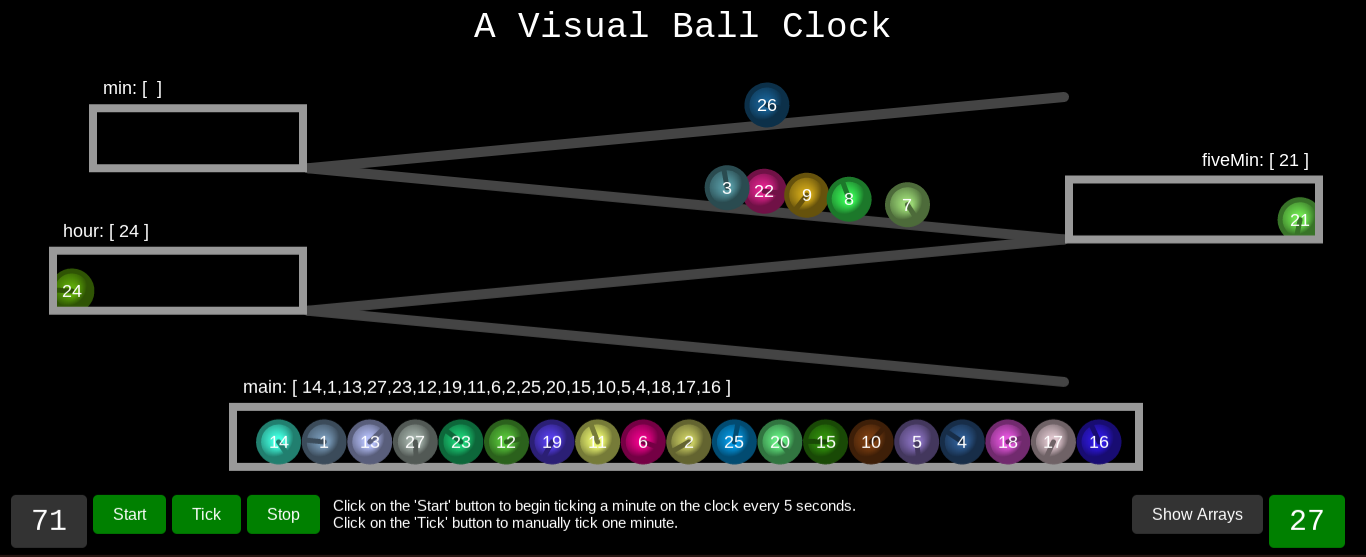 A Visual Ball Clock
min: [  ]
26
fiveMin: [ 21 ]
3 22 9 8 7
21
hour: [ 24 ]
24
main: [ 14,1,13,27,23,12,19,11,6,2,25,20,15,10,5,4,18,17,16 ]
14 1 13 27 23 12 19 11 6 2 25 20 15 10 5 4 18 17 16
71 Start Tick Stop
Click on the 'Start' button to begin ticking a minute on the clock every 5 seconds.
Click on the 'Tick' button to manually tick one minute.
Show Arrays 27